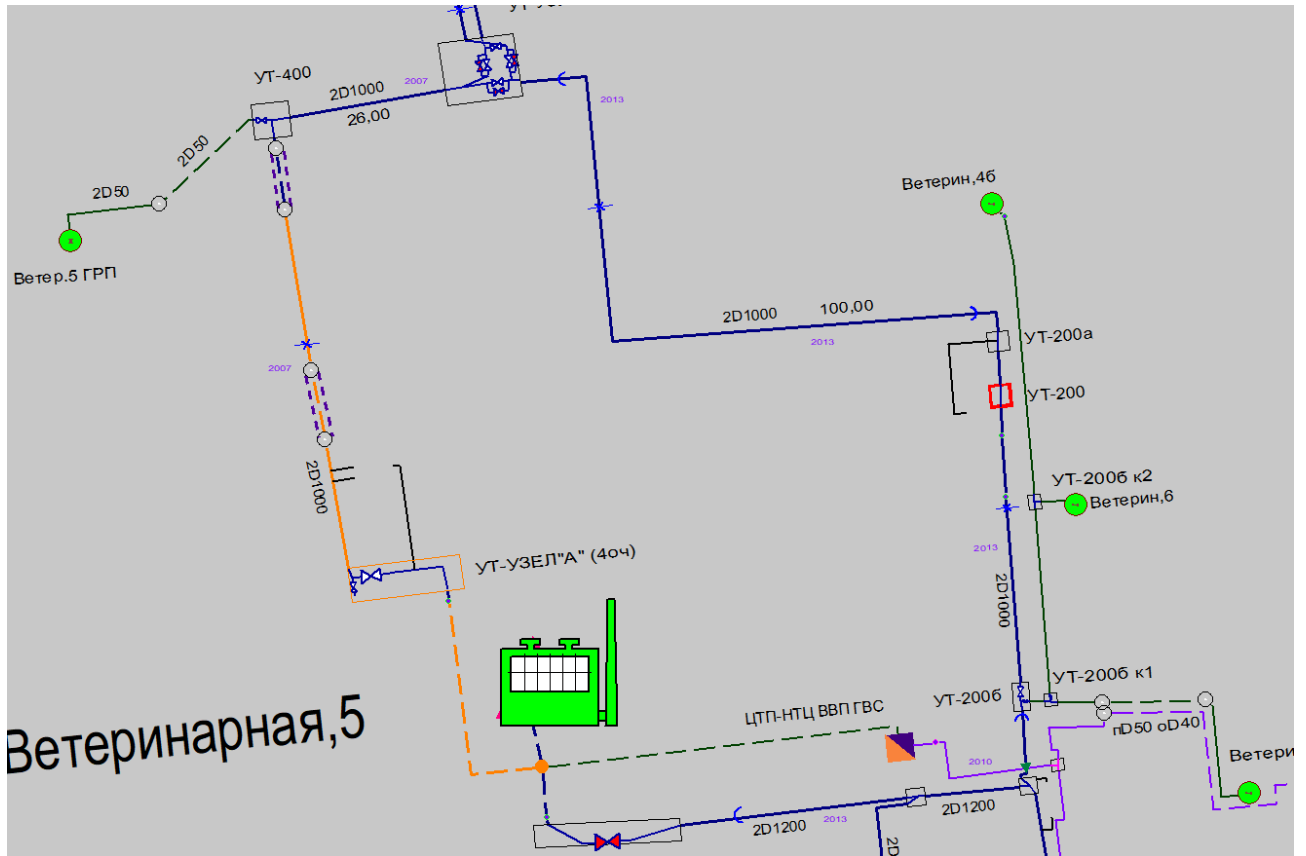 УТ-400
2D1000
2007
26,00
2013
2D50
2D50
Ветерин,4б
Ветер.5 ГРП
2D1000 100,00
2013
УТ-200а
УТ-200
2007
2D1000
УТ-200б к2
Ветерин,6
2013
УТ-УЗЕЛ"А" (4оч)
2D1000
УТ-200б к1
УТ-200б
ЦТП-НТЦ ВВП ГВС
пD50 оD40
Ветеринарная,5
2010
Ветери
2D1200
2013
2D1200
2D